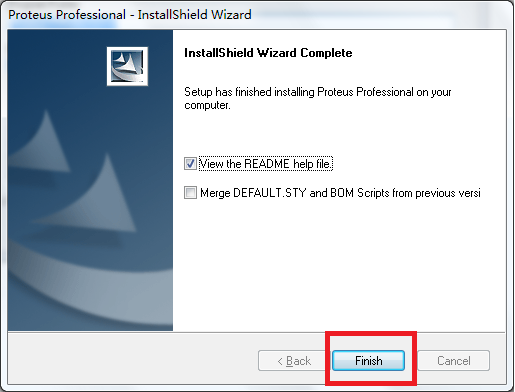 Proteus Professional - InstallShield Wizard
InstallShield Wizard Complete
Setup has finished installing Proteus Professional on your
computer.
View the README help file.
Merge DEFAULT.STY and BOM Scripts from previous versi
< Back
Finish
Cancel